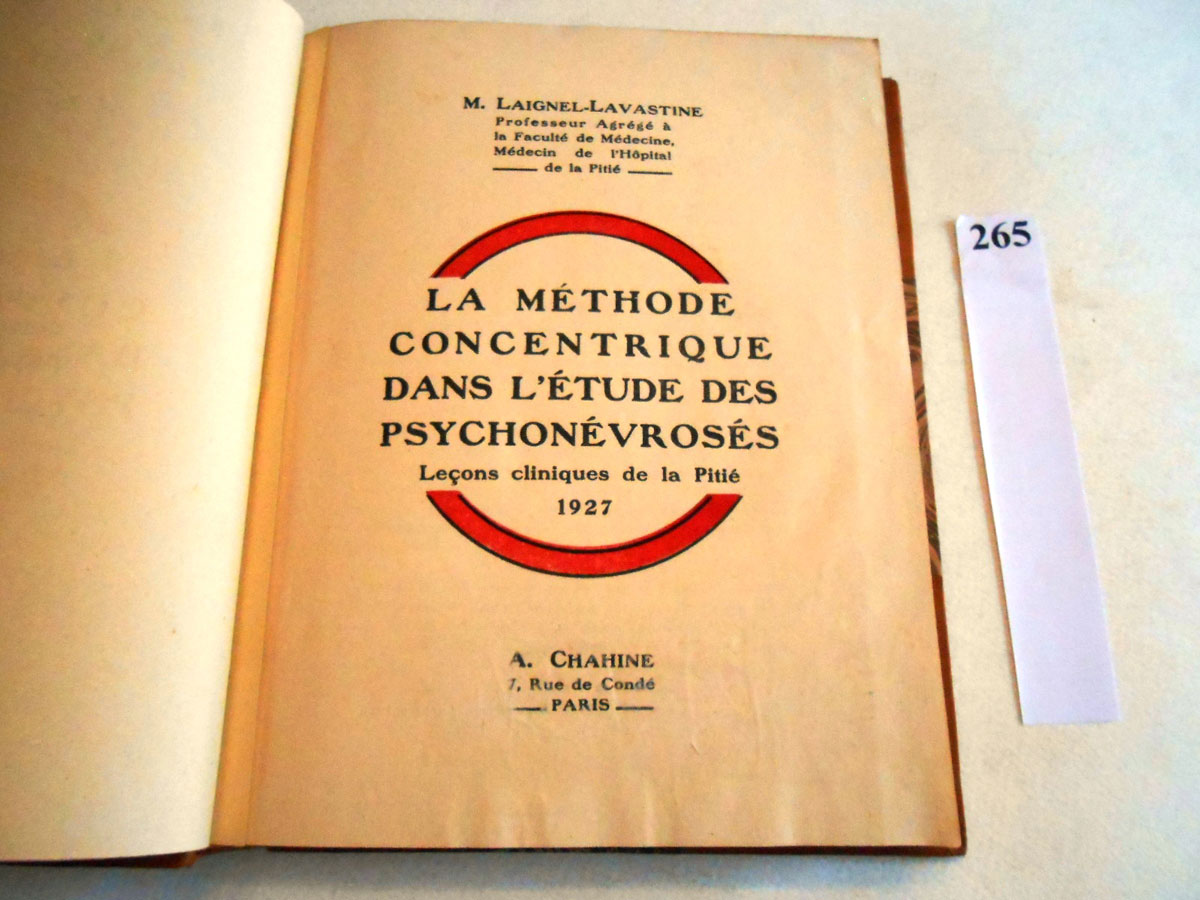 M. LAIGNEL-LAVASTINE
Professeur Agrégé à
la Faculté de Médecine,
Médecin de l'Hôpital
de la Pitié
LA MÉTHODE
CONCENTRIQUE
DANS L'ÉTUDE DES
PSYCHONÉVROSÉS
Leçons cliniques de la Pitié
1927
A. CHAHINE
7, Rue de Condé
PARIS
265